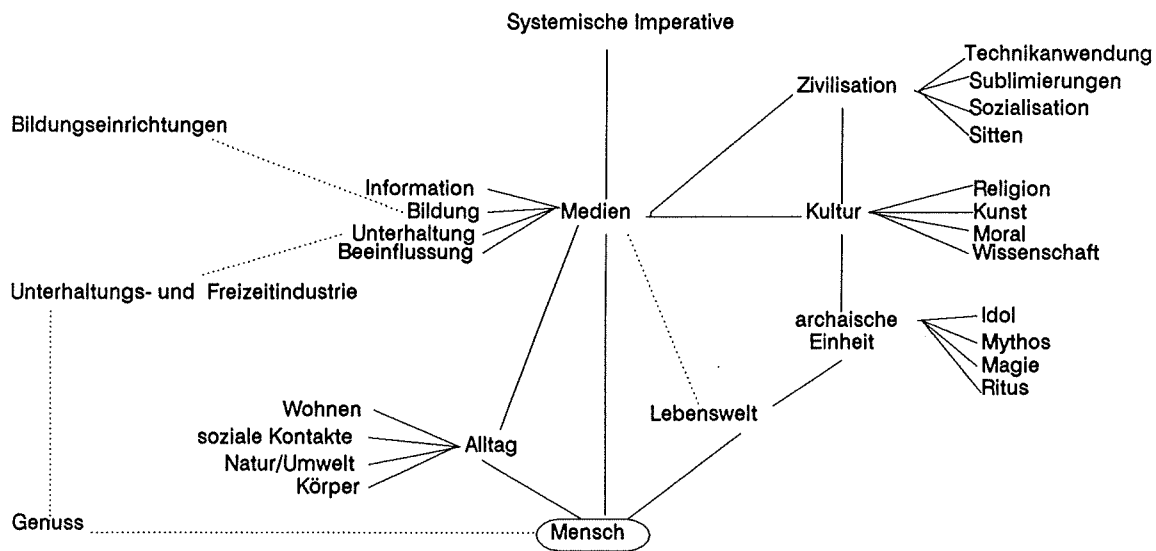 Systemische Imperative
Technikanwendung
Zivilisation
Sublimierungen
Sozialisation
Sitten
Bildungseinrichtungen
Information
Bildung
Unterhaltung
Beeinflussung
Medien
Kultur
Religion
Kunst
Moral
Wissenschaft
Unterhaltungs- und Freizeitindustrie
archaische
Einheit
Idol
Mythos
Magie
Ritus
Lebenswelt
Wohnen
soziale Kontakte
Natur/Umwelt
Körper
Alltag
Genuss
Mensch